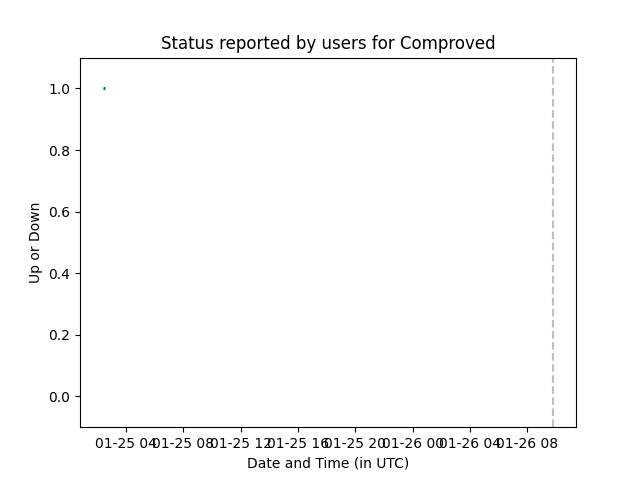 Status reported by users for Comproved
1.0
0.8
0.6
0.4
0.2
0.0
Up or Down
01-25 04 01-25 08 01-25 12 01-25 16 01-25 20 01-26 00 01-26 04 01-26 08
Date and Time (in UTC)